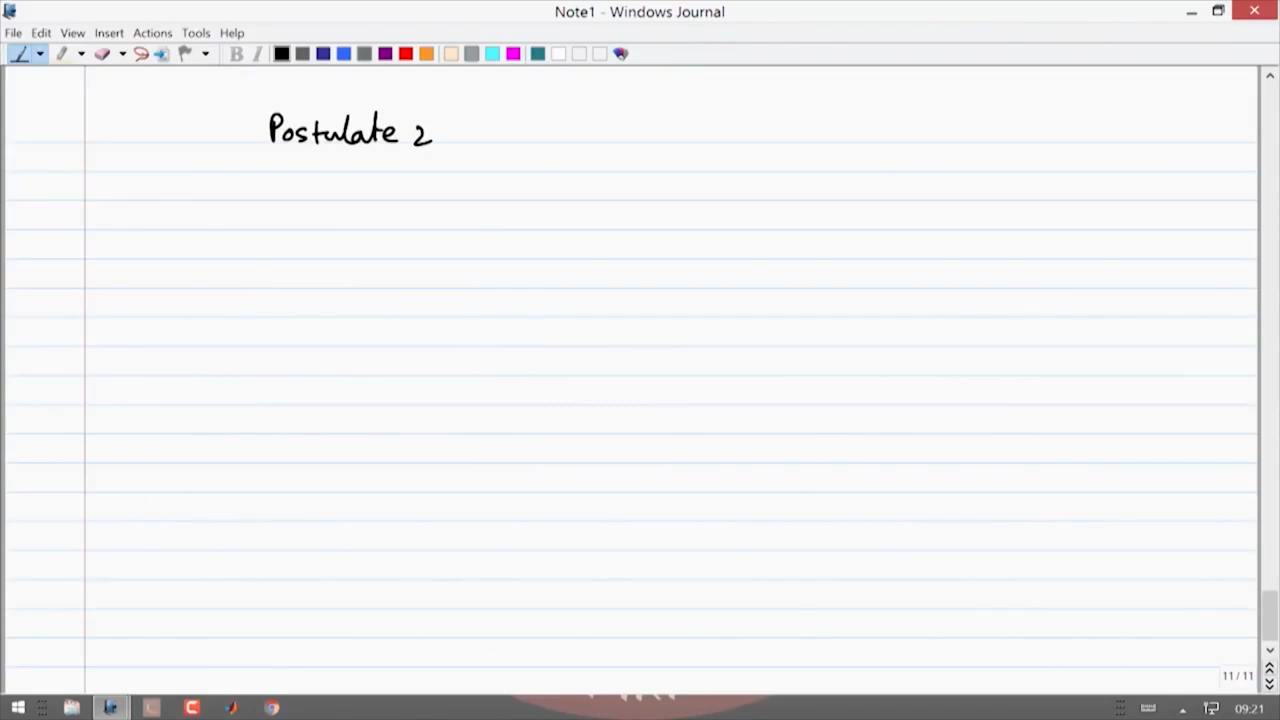 Note1 - Windows Journal
File Edit View Insert Actions Tools Help
B I
Postulate 2
11 / 11
09:21